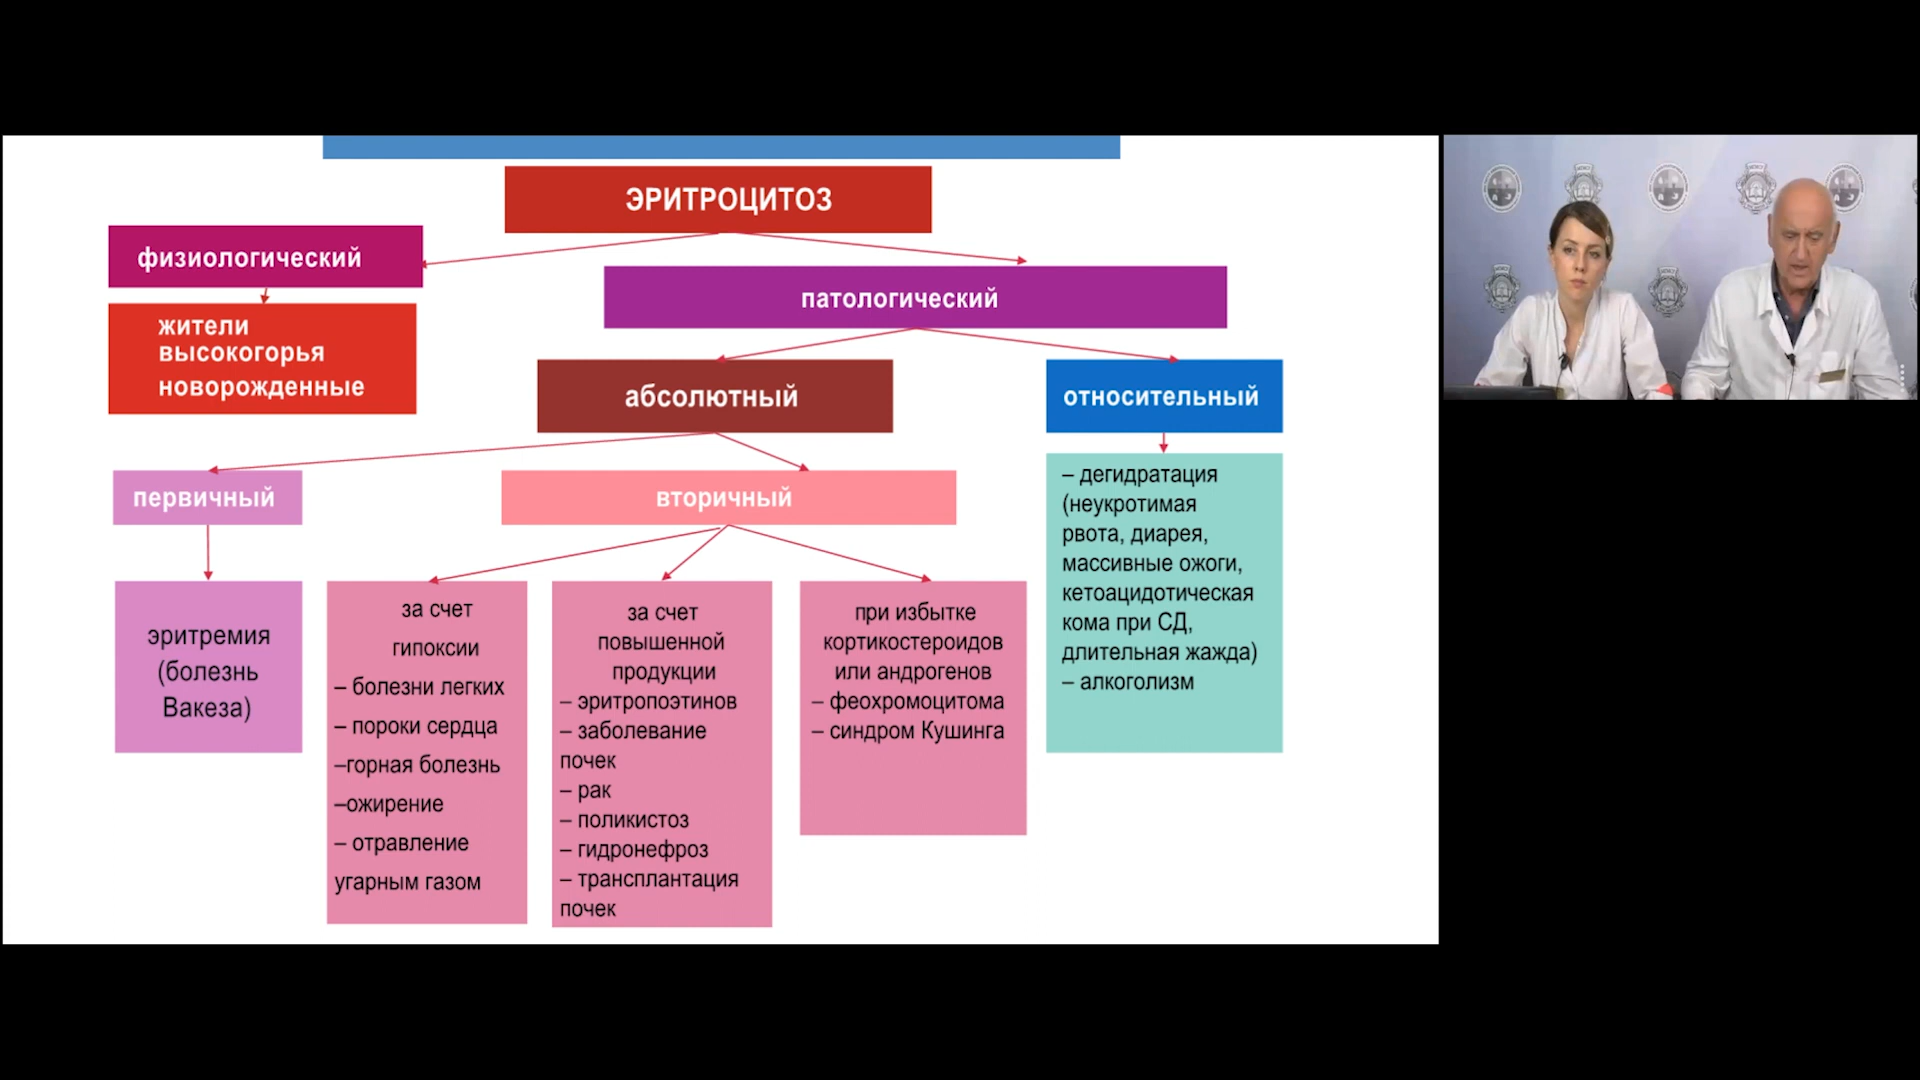 ЭРИТРОЦИТОЗ
физиологический
жители
высокогорья
новорожденные
патологический
абсолютный
относительный
первичный
вторичный
эритремия
(болезнь
Вакеза)
за счет
гипоксии
– болезни легких
– пороки сердца
–горная болезнь
–ожирение
– отравление
угарным газом
за счет
повышенной
продукции
– эритропоэтинов
– заболевание
почек
– рак
– поликистоз
– гидронефроз
– трансплантация
почек
при избытке
кортикостероидов
или андрогенов
– феохромоцитома
– синдром Кушинга
– дегидратация
(неукротимая
рвота, диарея,
массивные ожоги,
кетоацидотическая
кома при СД,
длительная жажда)
– алкоголизм